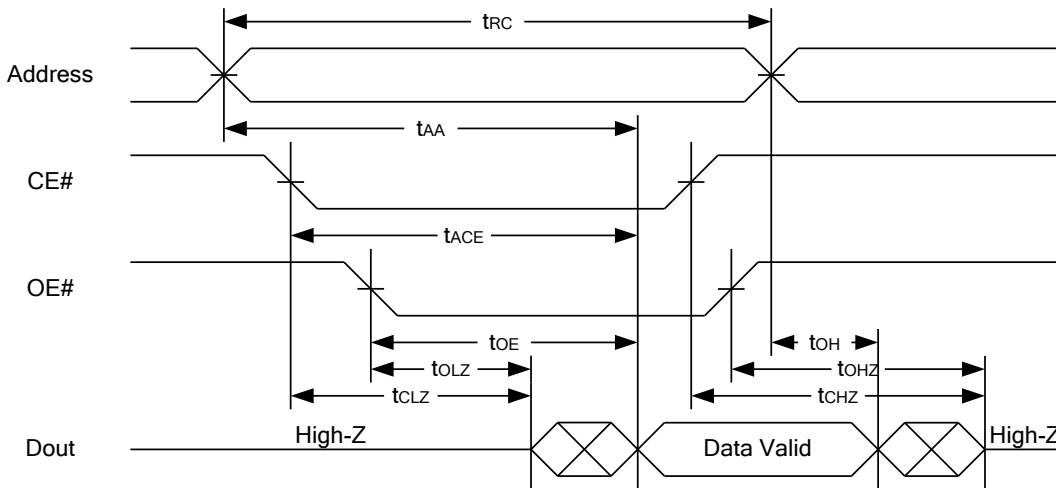 tRC
Address
tAA
CE#
tACE
OE#
tOE
tOH
tOLZ
tOHZ
tCLZ
tCHZ
Dout
High-Z
Data Valid
High-Z